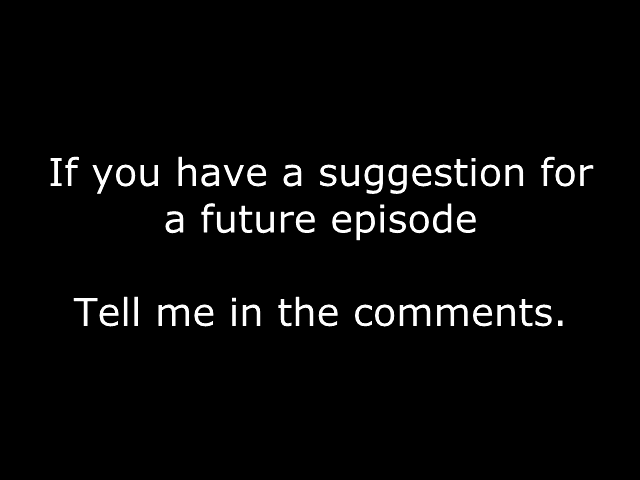 If you have a suggestion for
a future episode
Tell me in the comments.